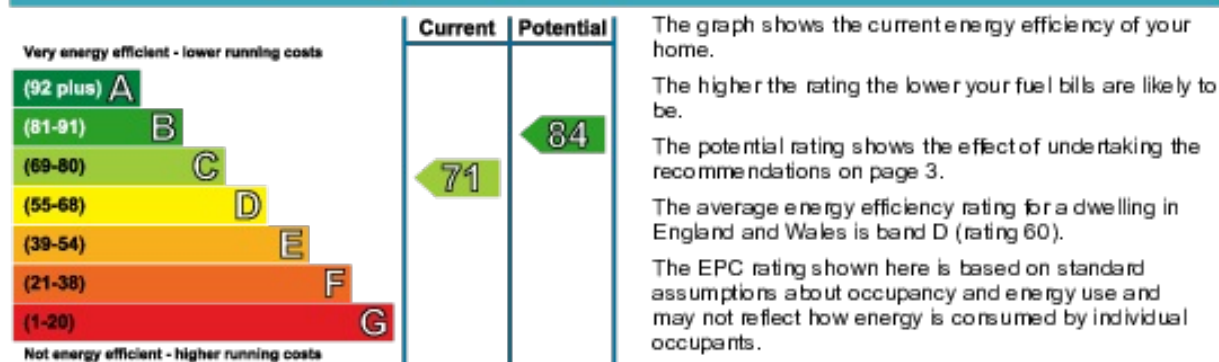 Current Potential
Very energy efficient - lower running costs
(92 plus) A
(81-91) B
(69-80) C
(55-68) D
(39-54) E
(21-38) F
(1-20) G
Not energy efficient - higher running costs
71
84
The graph shows the current energy efficiency of your
home.
The higher the rating the lower your fuel bills are likely to
be.
The potential rating shows the effect of undertaking the
recommendations on page 3.
The average energy efficiency rating for a dwelling in
England and Wales is band D (rating 60).
The EPC rating shown here is based on standard
assumptions about occupancy and energy use and
may not reflect how energy is consumed by individual
occupants.